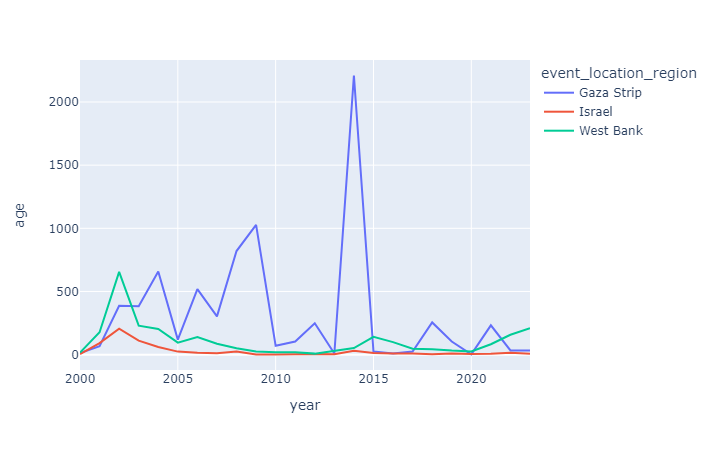 event_location_region
Gaza Strip
Israel
West Bank
age
2000
1500
1000
500
0
2000
2005
2010
2015
2020
year